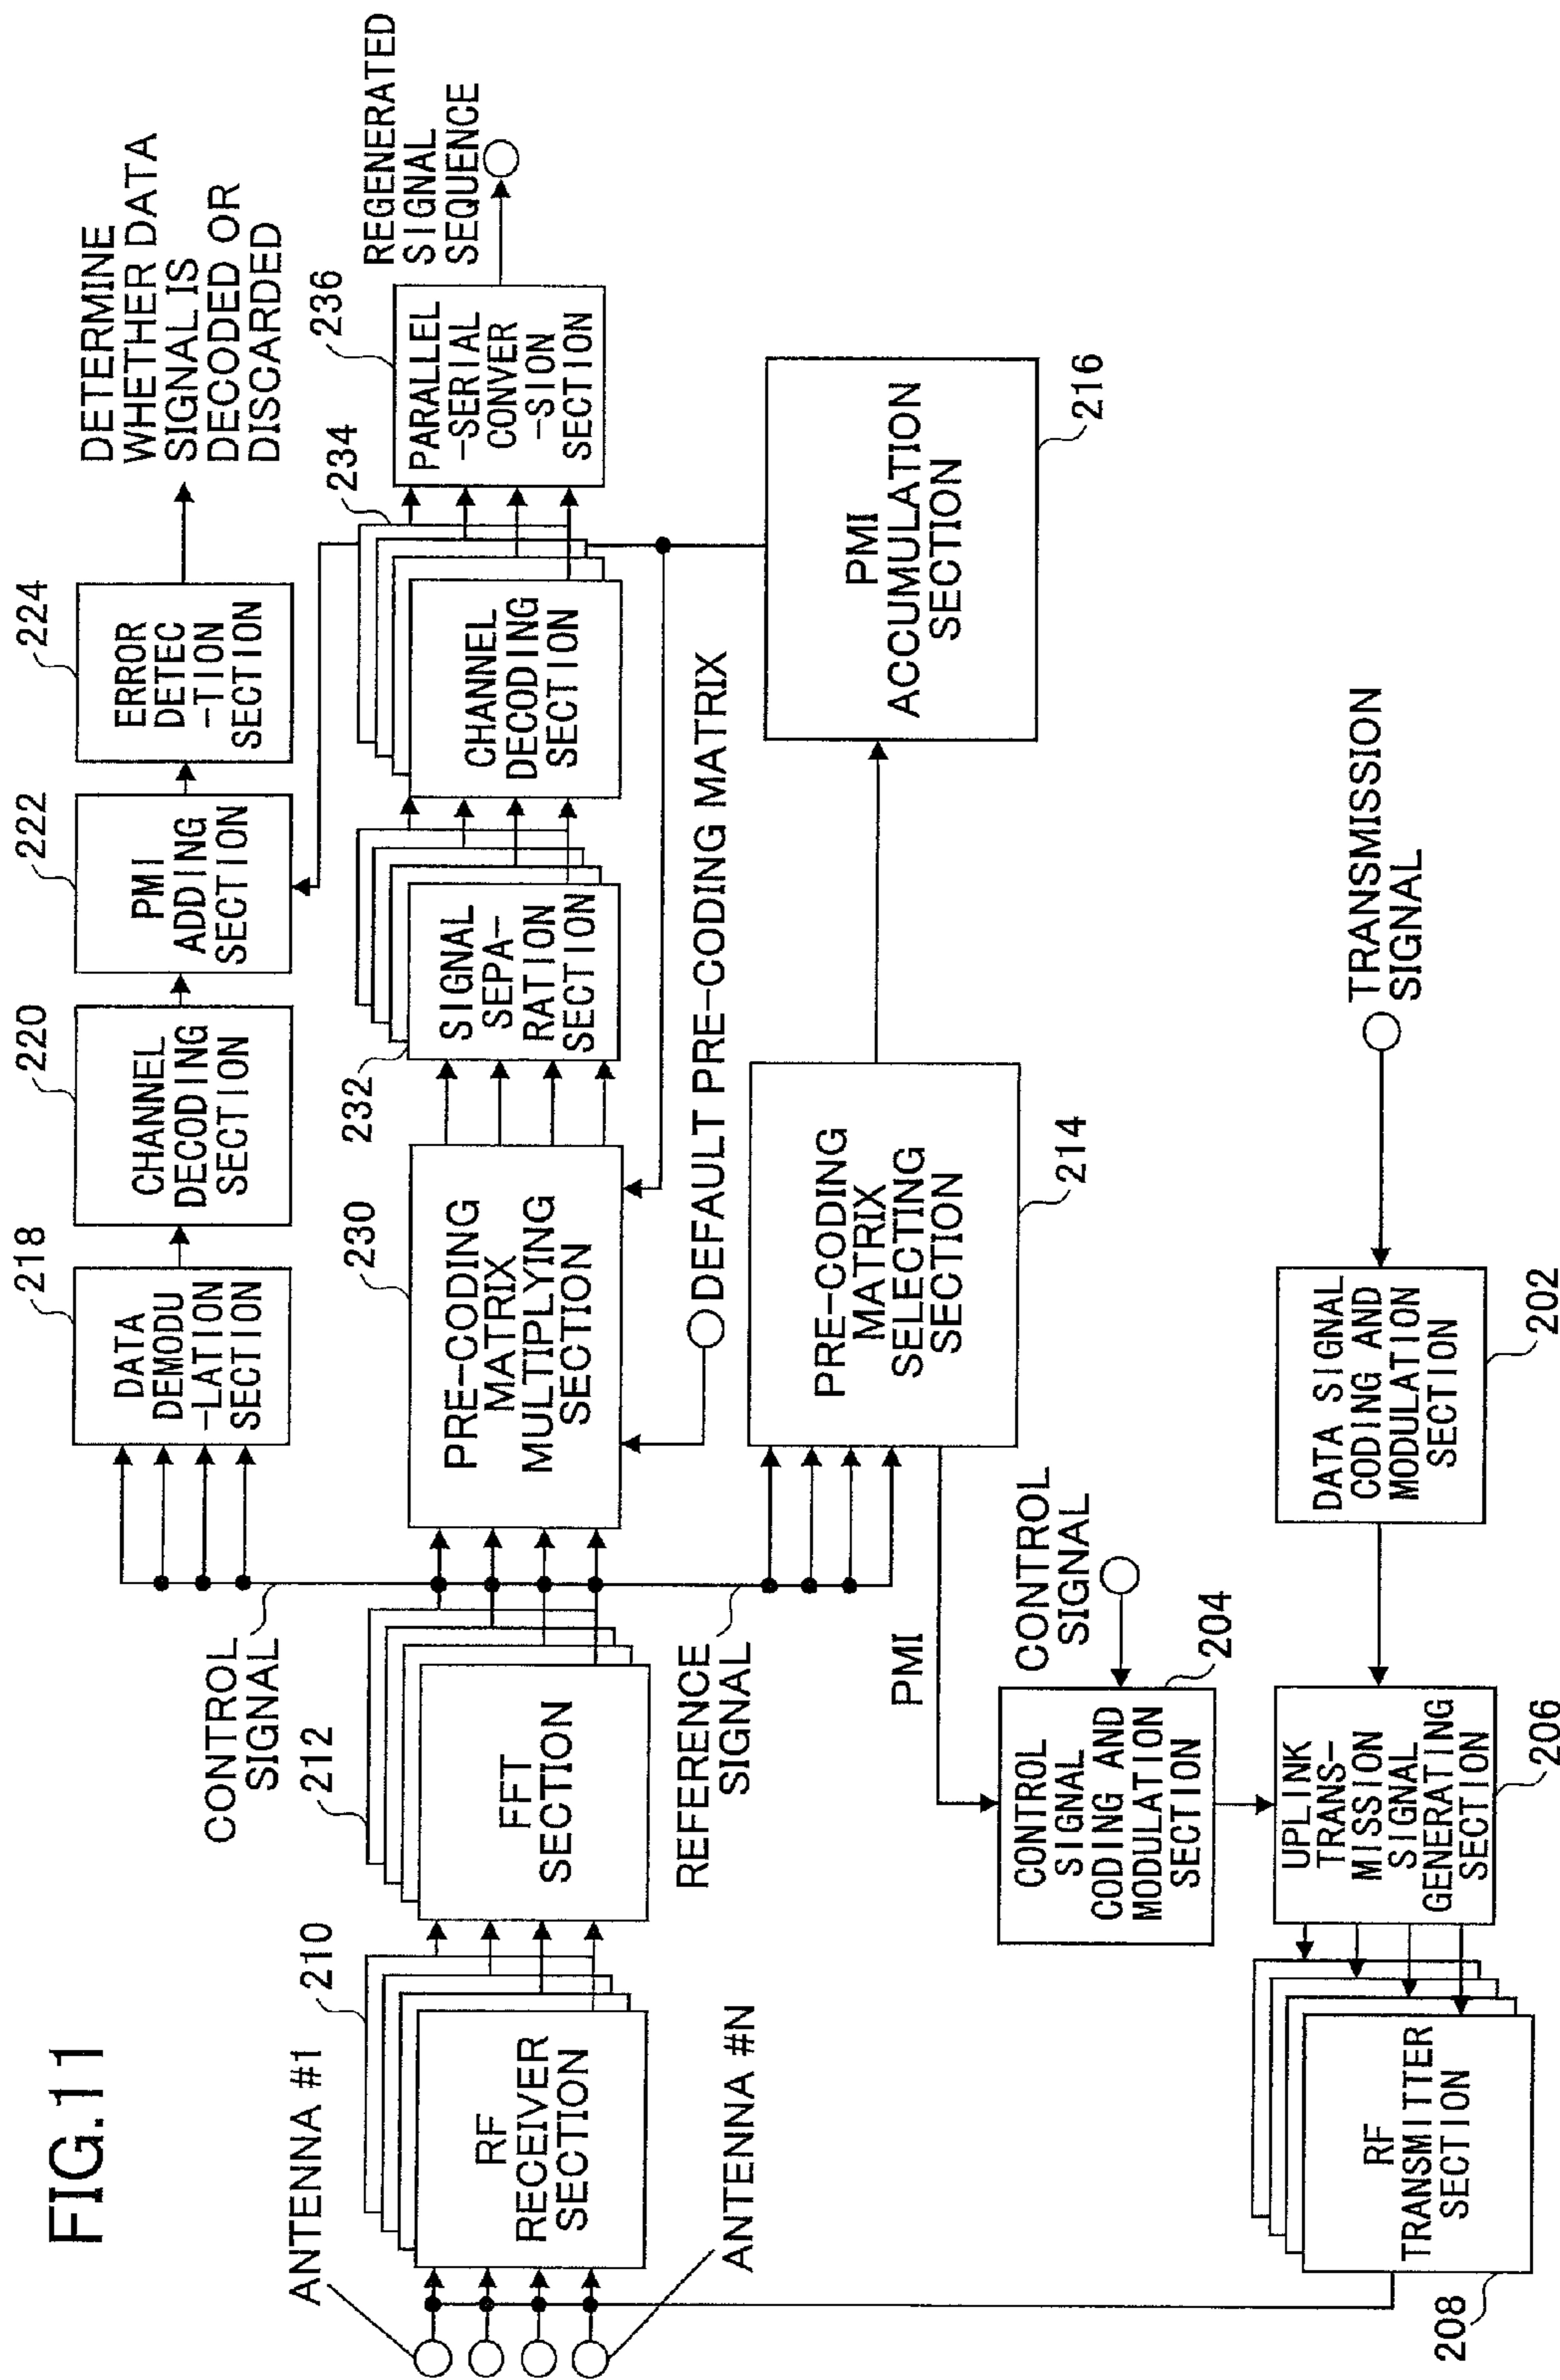 FIG.11
ANTENNA #1
ANTENNA #N
210
RF
RECEIVER
SECTION
212
FFT
SECTION
CONTROL
SIGNAL
REFERENCE
SIGNAL
218
DATA
DEMODU
-LATION
SECTION
220
CHANNEL
DECODING
SECTION
222
PMI
ADDING
SECTION
224
ERROR
DETEC
-TION
SECTION
DETERMINE
WHETHER DATA
SIGNAL IS
DECODED OR
DISCARDED
230
PRE-CODING
MATRIX
MULTIPLYING
SECTION
232
SIGNAL
SEPA-
RATION
SECTION
234
CHANNEL
DECODING
SECTION
236
PARALLEL
-SERIAL
CONVER
-SION
SECTION
REGENERATED
SIGNAL
SEQUENCE
DEFAULT PRE-CODING MATRIX
PRE-CODING
MATRIX
SELECTING
SECTION
214
PMI
ACCUMULATION
SECTION
216
PMI
CONTROL
SIGNAL
204
CONTROL
SIGNAL
CODING AND
MODULATION
SECTION
TRANSMISSION
SIGNAL
DATA SIGNAL
CODING AND
MODULATION
SECTION
202
UPLINK
TRANS-
MISSION
SIGNAL
GENERATING
SECTION
206
RF
TRANSMITTER
SECTION
208